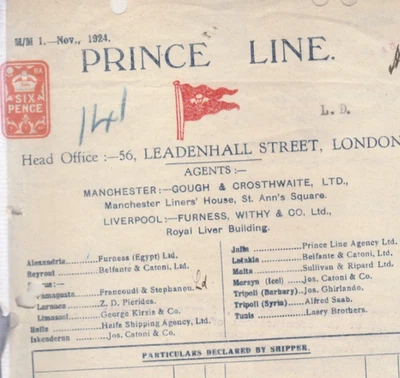 M/M 1.—Nov., 1924.
PRINCE LINE.
SIX
PENCE
141
L. D.
Head Office :—56, LEADENHALL STREET, LONDON
AGENTS :—
MANCHESTER:—GOUGH & CROSTHWAITE, LTD.,
Manchester Liners' House, St. Ann's Square.
LIVERPOOL:—FURNESS, WITHY & CO. Ltd.,
Royal Liver Building.
Alexandria Furness (Egypt) Ltd.
Beyrout Belfante & Catoni, Ltd.
Famagusta Francoudi & Stephanou. Ld
Larnaca Z. D. Pierides.
Limassol George Kirzis & Co.
Haifa Haifa Shipping Agency, Ltd.
Iskenderon Jos. Catoni & Co.
Jaffa Prince Line Agency Ltd.
Latakia Belfante & Catoni, Ltd.
Malta Sullivan & Ripard Ltd.
Mersyn (Icel) Jos. Catoni & Co.
Tripoli (Barbary) Jos. Ghirlando.
Tripoli (Syria) Alfred Saab.
Tunis Lasry Brothers.
PARTICULARS DECLARED BY SHIPPER.